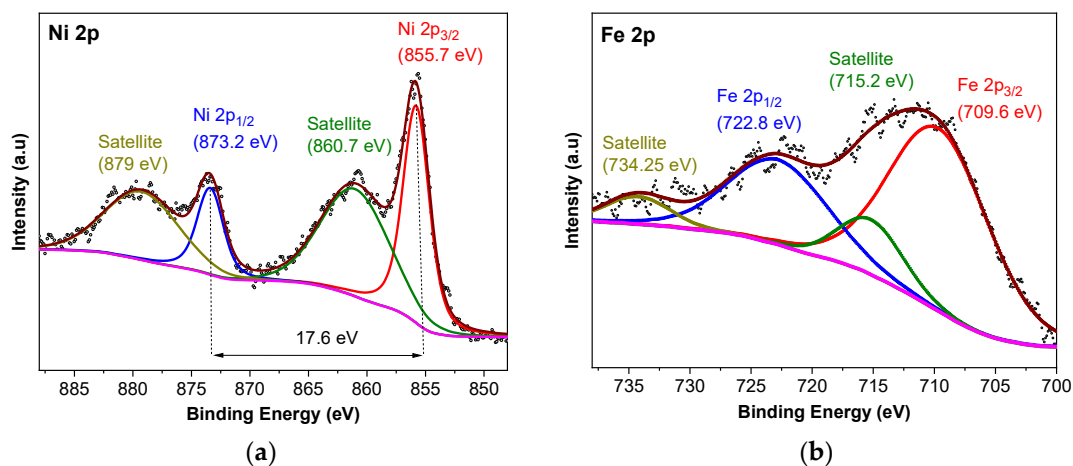 Ni 2p
Ni 2p3/2
(855.7 eV)
Ni 2p1/2
(873.2 eV)
Satellite
(860.7 eV)
Satellite
(879 eV)
17.6 eV
Intensity (a.u)
885 880 875 870 865 860 855 850
Binding Energy (eV)
(a)
Fe 2p
Satellite
(715.2 eV)
Fe 2p3/2
(709.6 eV)
Fe 2p1/2
(722.8 eV)
Satellite
(734.25 eV)
Intensity (a.u)
735 730 725 720 715 710 705 700
Binding Energy (eV)
(b)